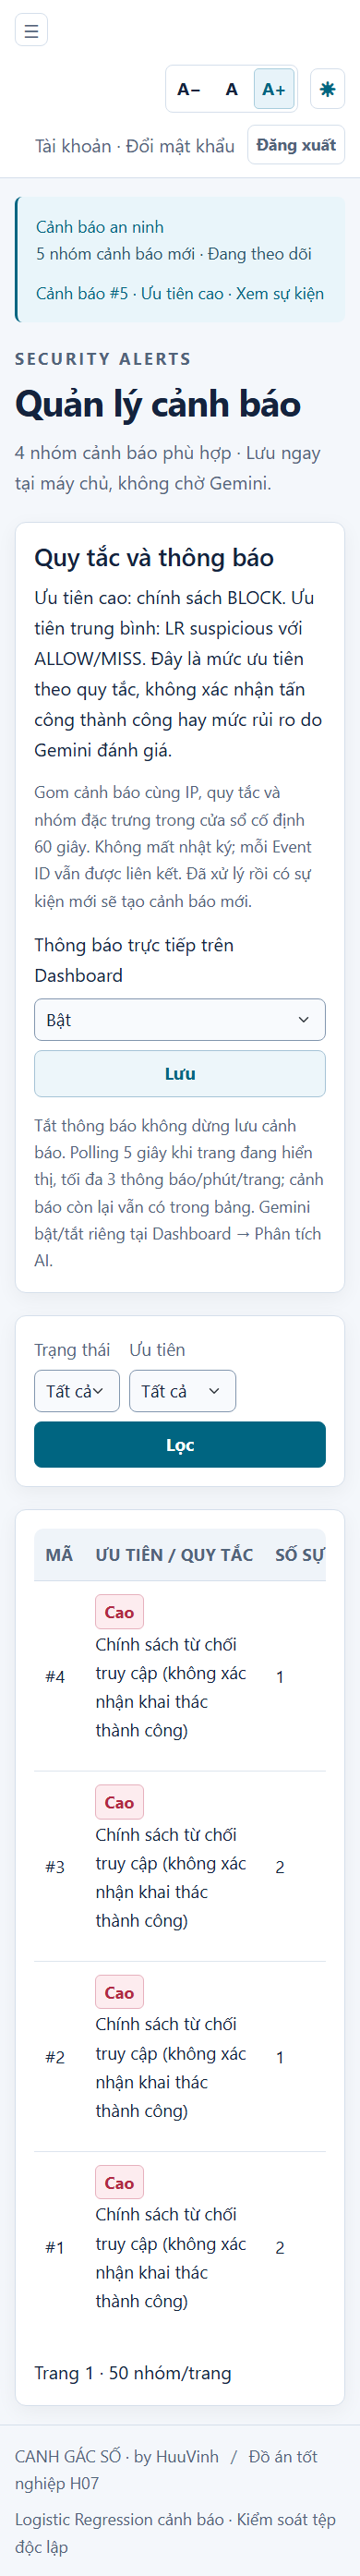 ☰
A− A A+ ☀
Tài khoản · Đổi mật khẩu Đăng xuất
Cảnh báo an ninh
5 nhóm cảnh báo mới · Đang theo dõi
Cảnh báo #5 · Ưu tiên cao · Xem sự kiện
SECURITY ALERTS
Quản lý cảnh báo
4 nhóm cảnh báo phù hợp · Lưu ngay
tại máy chủ, không chờ Gemini.
Quy tắc và thông báo
Ưu tiên cao: chính sách BLOCK. Ưu
tiên trung bình: LR suspicious với
ALLOW/MISS. Đây là mức ưu tiên
theo quy tắc, không xác nhận tấn
công thành công hay mức rủi ro do
Gemini đánh giá.
Gom cảnh báo cùng IP, quy tắc và
nhóm đặc trưng trong cửa sổ cố định
60 giây. Không mất nhật ký; mỗi Event
ID vẫn được liên kết. Đã xử lý rồi có sự
kiện mới sẽ tạo cảnh báo mới.
Thông báo trực tiếp trên
Dashboard
Bật
Lưu
Tắt thông báo không dừng lưu cảnh
báo. Polling 5 giây khi trang đang hiển
thị, tối đa 3 thông báo/phút/trang; cảnh
báo còn lại vẫn có trong bảng. Gemini
bật/tắt riêng tại Dashboard → Phân tích
AI.
Trạng thái Ưu tiên
Tất cả Tất cả
Lọc
MÃ ƯU TIÊN / QUY TẮC SỐ SỰ
Cao
Chính sách từ chối
truy cập (không xác
#4 1
nhận khai thác
thành công)
Cao
Chính sách từ chối
truy cập (không xác
#3 2
nhận khai thác
thành công)
Cao
Chính sách từ chối
truy cập (không xác
#2 1
nhận khai thác
thành công)
Cao
Chính sách từ chối
truy cập (không xác
#1 2
nhận khai thác
thành công)
Trang 1 · 50 nhóm/trang
CANH GÁC SỐ · by HuuVinh / Đồ án tốt
nghiệp H07
Logistic Regression cảnh báo · Kiểm soát tệp
độc lập